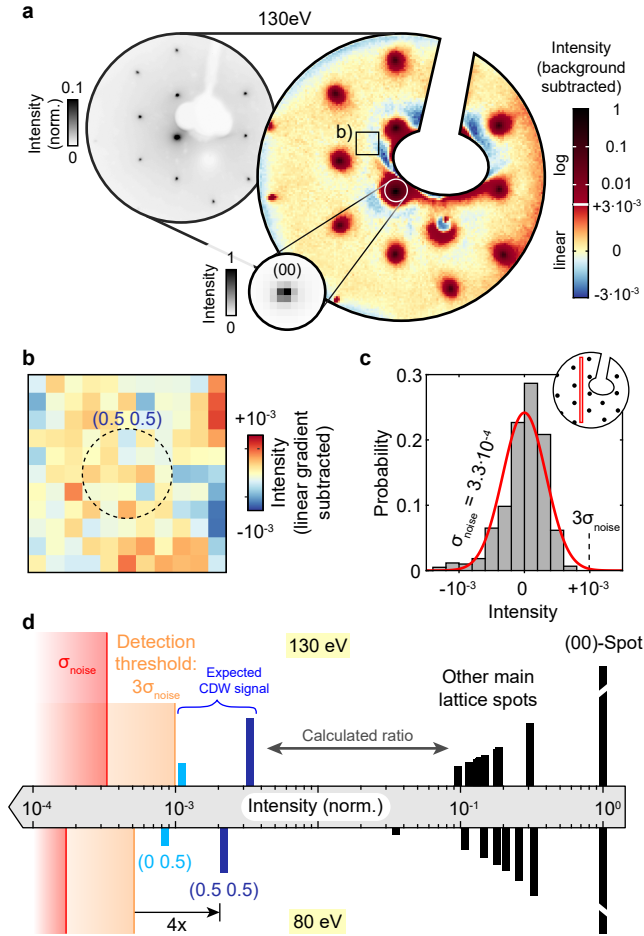 a
130eV
Intensity
(norm.)
0.1
0
b)
Intensity
(background
subtracted)
log
linear
1
0.1
0.01
+3·10⁻³
0
-3·10⁻³
Intensity
1
0
(00)
b
(0.5 0.5)
+10⁻³
-10⁻³
Intensity
(linear gradient
subtracted)
c
Probability
0.3
0.2
0.1
0
σnoise = 3.3·10⁻⁴
3σnoise
-10⁻³
0
+10⁻³
Intensity
d
σnoise
Detection
threshold:
3σnoise
130 eV
Expected
CDW signal
(00)-Spot
Other main
lattice spots
Calculated ratio
10⁻⁴
10⁻³
Intensity (norm.)
10⁻¹
10⁰
(0 0.5)
(0.5 0.5)
4x
80 eV